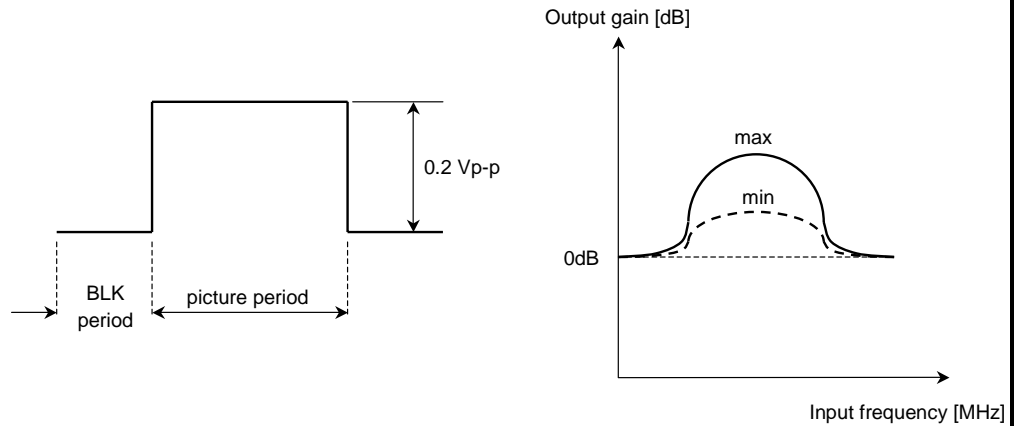 0.2 Vp-p
BLK
period
picture period
Output gain [dB]
max
min
0dB
Input frequency [MHz]